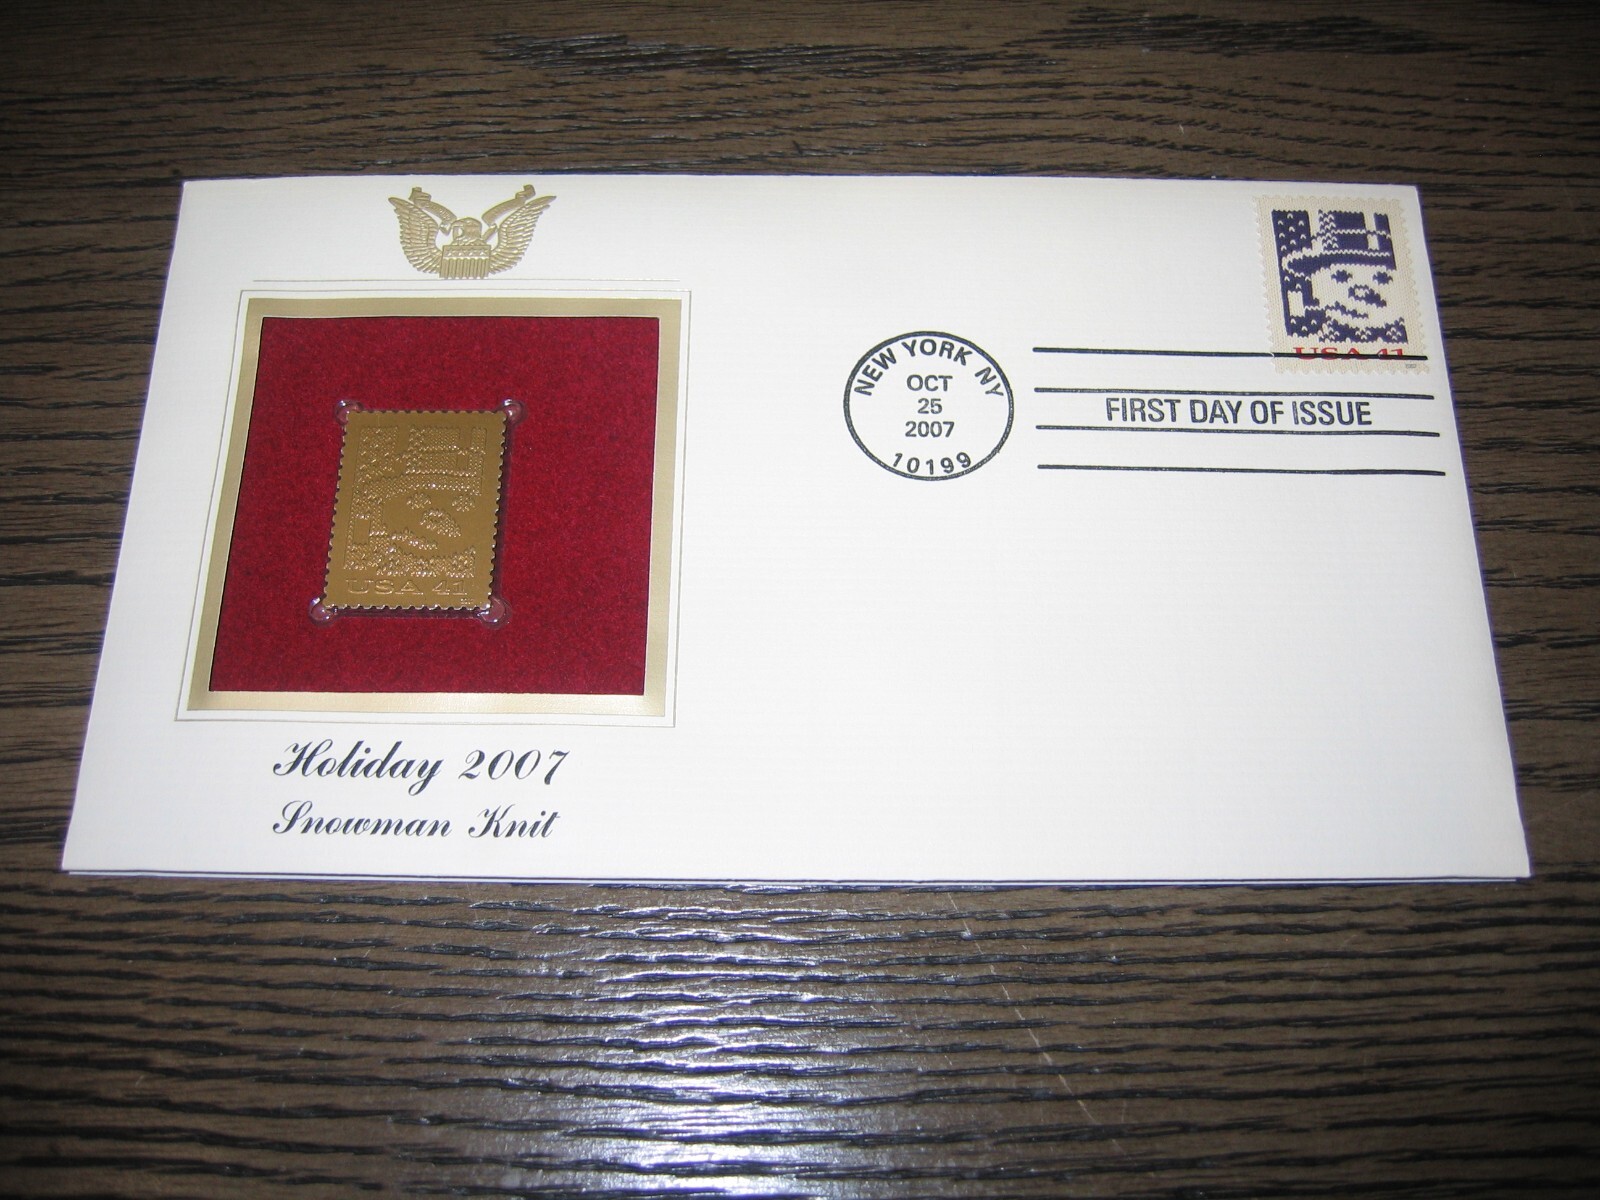 USA 41
NEW YORK NY
OCT
25
2007
10199
FIRST DAY OF ISSUE
USA 41
Holiday 2007
Snowman Knit